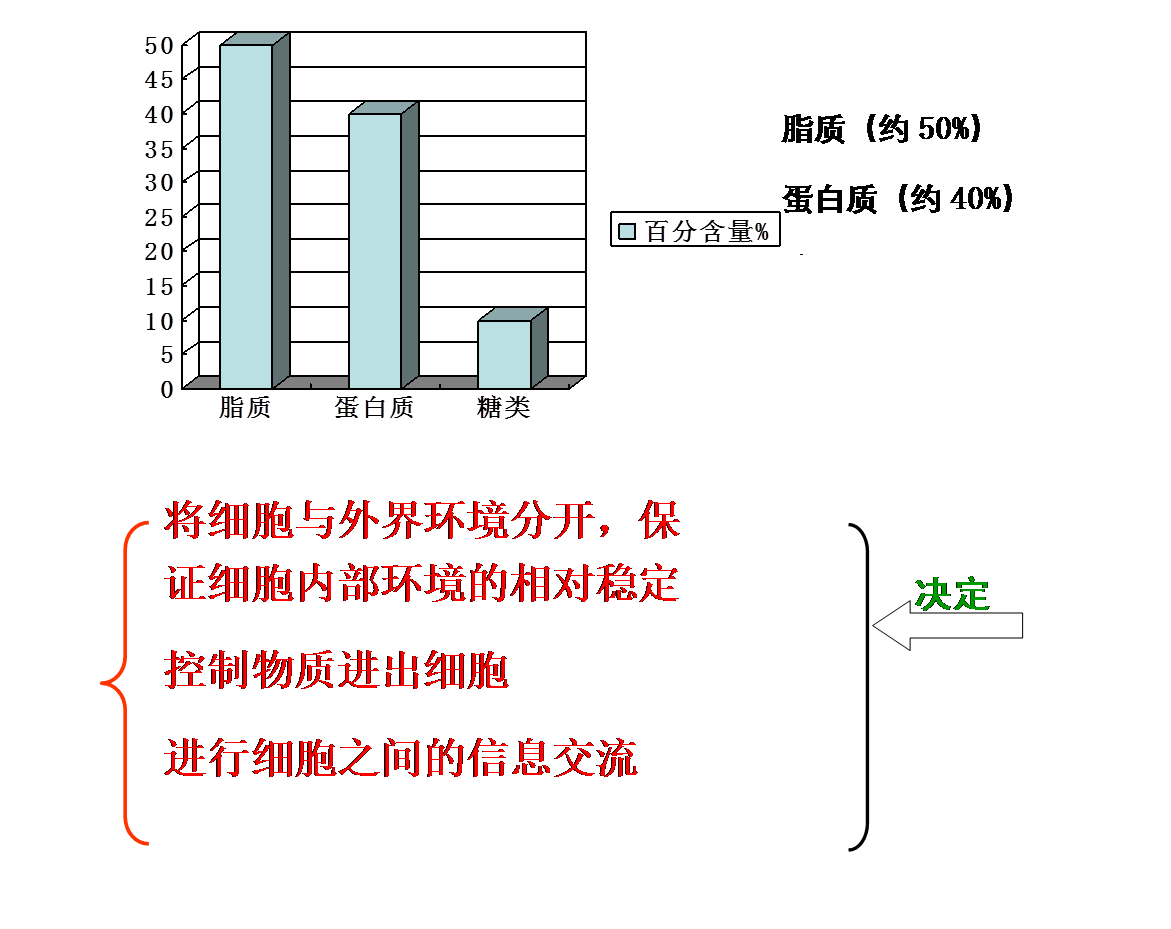 50
45
40
35
30
25
20
15
10
5
0
脂质
蛋白质
糖类
百分含量%
脂质（约 50%）
蛋白质（约 40%）
将细胞与外界环境分开，保
证细胞内部环境的相对稳定
控制物质进出细胞
进行细胞之间的信息交流
决定